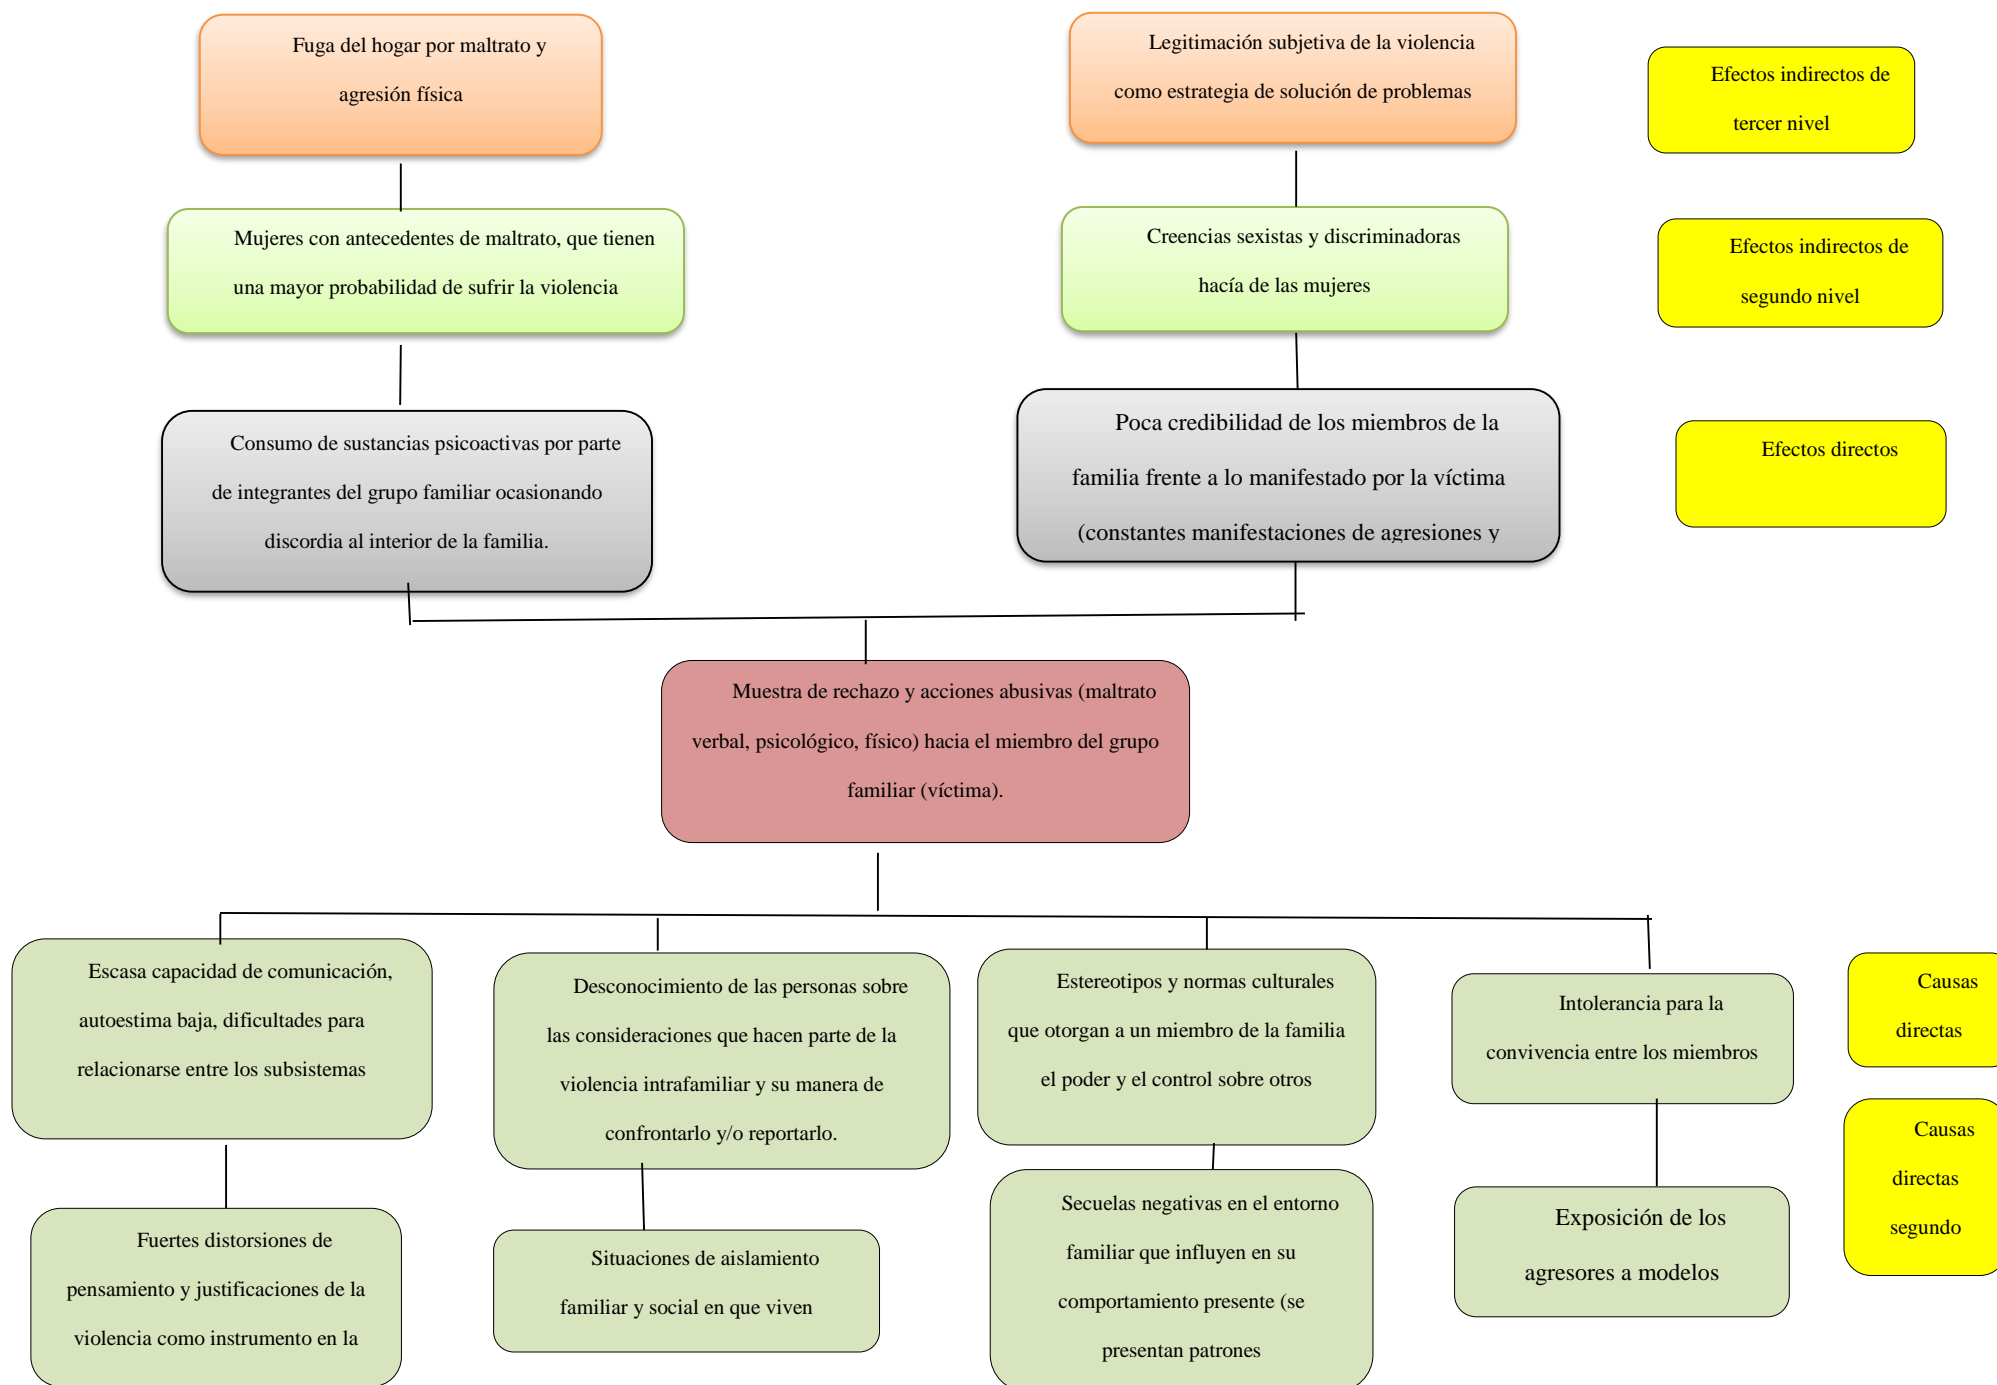 Fuga del hogar por maltrato y
agresión física
Legitimación subjetiva de la violencia
como estrategia de solución de problemas
Efectos indirectos de
tercer nivel
Mujeres con antecedentes de maltrato, que tienen
una mayor probabilidad de sufrir la violencia
Creencias sexistas y discriminadoras
hacía de las mujeres
Efectos indirectos de
segundo nivel
Consumo de sustancias psicoactivas por parte
de integrantes del grupo familiar ocasionando
discordia al interior de la familia.
Poca credibilidad de los miembros de la
familia frente a lo manifestado por la víctima
(constantes manifestaciones de agresiones y
Efectos directos
Muestra de rechazo y acciones abusivas (maltrato
verbal, psicológico, físico) hacia el miembro del grupo
familiar (víctima).
Escasa capacidad de comunicación,
autoestima baja, dificultades para
relacionarse entre los subsistemas
Desconocimiento de las personas sobre
las consideraciones que hacen parte de la
violencia intrafamiliar y su manera de
confrontarlo y/o reportarlo.
Estereotipos y normas culturales
que otorgan a un miembro de la familia
el poder y el control sobre otros
Intolerancia para la
convivencia entre los miembros
Causas
directas
Fuertes distorsiones de
pensamiento y justificaciones de la
violencia como instrumento en la
Situaciones de aislamiento
familiar y social en que viven
Secuelas negativas en el entorno
familiar que influyen en su
comportamiento presente (se
presentan patrones
Exposición de los
agresores a modelos
Causas
directas
segundo